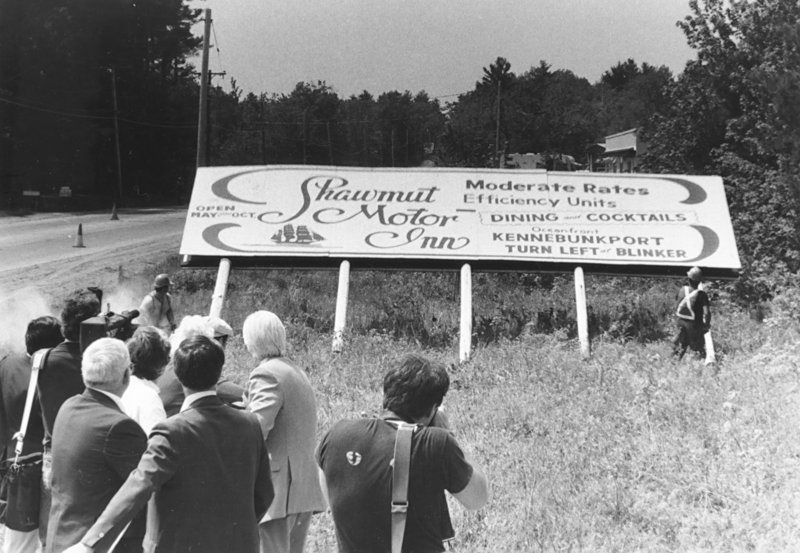 OPEN
MAY thru OCT.
Shawmut
Motor
Inn
Moderate Rates
Efficiency Units
DINING and COCKTAILS
Oceanfront
KENNEBUNKPORT
TURN LEFT at BLINKER